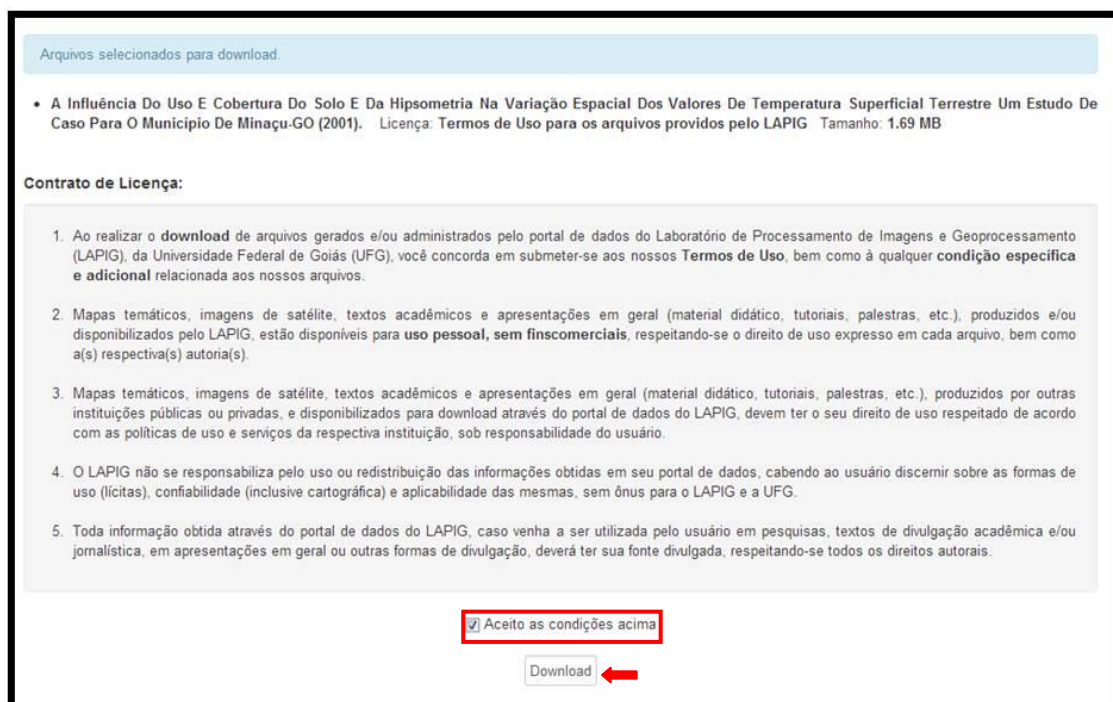 Arquivos selecionados para download.
• A Influência Do Uso E Cobertura Do Solo E Da Hipsometria Na Variação Espacial Dos Valores De Temperatura Superficial Terrestre Um Estudo De
Caso Para O Município De Minaçu-GO (2001). Licença: Termos de Uso para os arquivos providos pelo LAPIG Tamanho: 1.69 MB
Contrato de Licença:
1. Ao realizar o download de arquivos gerados e/ou administrados pelo portal de dados do Laboratório de Processamento de Imagens e Geoprocessamento
(LAPIG), da Universidade Federal de Goiás (UFG), você concorda em submeter-se aos nossos Termos de Uso, bem como à qualquer condição específica
e adicional relacionada aos nossos arquivos.
2. Mapas temáticos, imagens de satélite, textos acadêmicos e apresentações em geral (material didático, tutoriais, palestras, etc.), produzidos e/ou
disponibilizados pelo LAPIG, estão disponíveis para uso pessoal, sem finscomerciais, respeitando-se o direito de uso expresso em cada arquivo, bem como
a(s) respectiva(s) autoria(s).
3. Mapas temáticos, imagens de satélite, textos acadêmicos e apresentações em geral (material didático, tutoriais, palestras, etc.), produzidos por outras
instituições públicas ou privadas, e disponibilizados para download através do portal de dados do LAPIG, devem ter o seu direito de uso respeitado de acordo
com as políticas de uso e serviços da respectiva instituição, sob responsabilidade do usuário.
4. O LAPIG não se responsabiliza pelo uso ou redistribuição das informações obtidas em seu portal de dados, cabendo ao usuário discernir sobre as formas de
uso (lícitas), confiabilidade (inclusive cartográfica) e aplicabilidade das mesmas, sem ônus para o LAPIG e a UFG.
5. Toda informação obtida através do portal de dados do LAPIG, caso venha a ser utilizada pelo usuário em pesquisas, textos de divulgação acadêmica e/ou
jornalística, em apresentações em geral ou outras formas de divulgação, deverá ter sua fonte divulgada, respeitando-se todos os direitos autorais.
Aceito as condições acima
Download